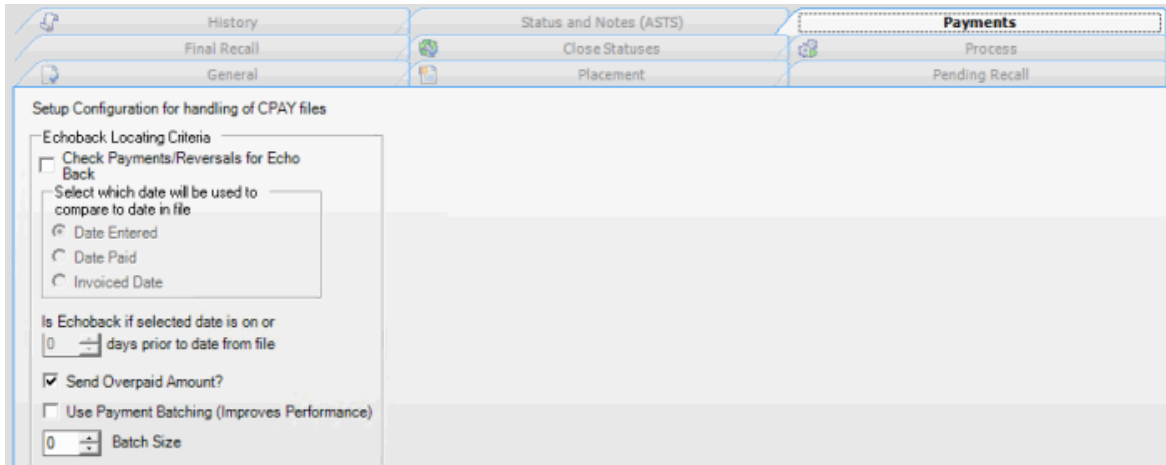 History
Status and Notes (ASTS)
Payments
Final Recall
Close Statuses
Process
General
Placement
Pending Recall
Setup Configuration for handling of CPAY files
Echoback Locating Criteria
Check Payments/Reversals for Echo
Back
Select which date will be used to
compare to date in file
Date Entered
Date Paid
Invoiced Date
Is Echoback if selected date is on or
0 days prior to date from file
Send Overpaid Amount?
Use Payment Batching (Improves Performance)
0 Batch Size